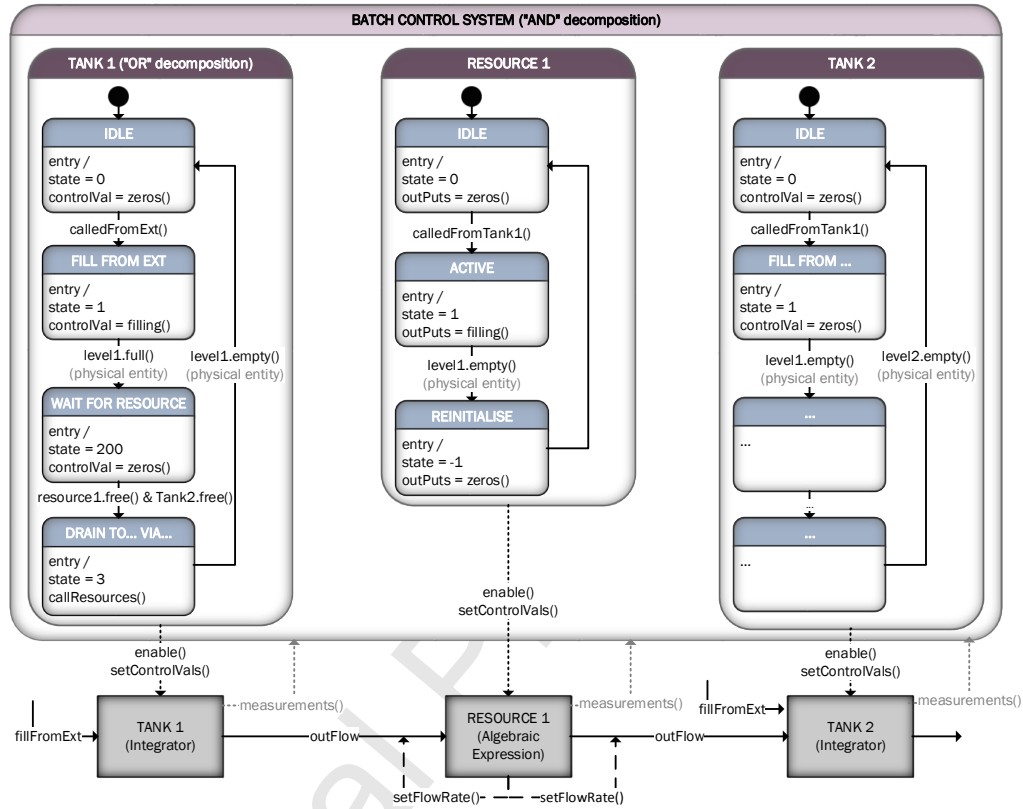 BATCH CONTROL SYSTEM ("AND" decomposition)
TANK 1 ("OR" decomposition)
IDLE
entry /
state = 0
controlVal = zeros()
calledFromExt()
FILL FROM EXT
entry /
state = 1
controlVal = filling()
level1.full()
(physical entity)
level1.empty()
(physical entity)
WAIT FOR RESOURCE
entry /
state = 200
controlVal = zeros()
resource1.free() & Tank2.free()
DRAIN TO... VIA...
entry /
state = 3
callResources()
RESOURCE 1
IDLE
entry /
state = 0
outPuts = zeros()
calledFromTank1()
ACTIVE
entry /
state = 1
outPuts = filling()
level1.empty()
(physical entity)
REINITIALISE
entry /
state = -1
outPuts = zeros()
TANK 2
IDLE
entry /
state = 0
controlVal = zeros()
calledFromTank1()
FILL FROM ...
entry /
state = 1
controlVal = zeros()
level1.empty()
(physical entity)
level2.empty()
(physical entity)
...
...
...
...
...
enable()
setControlVals()
enable()
setControlVals()
enable()
setControlVals()
measurements()
measurements()
measurements()
fillFromExt
TANK 1
(Integrator)
outFlow
RESOURCE 1
(Algebraic
Expression)
outFlow
fillFromExt
TANK 2
(Integrator)
setFlowRate()
setFlowRate()